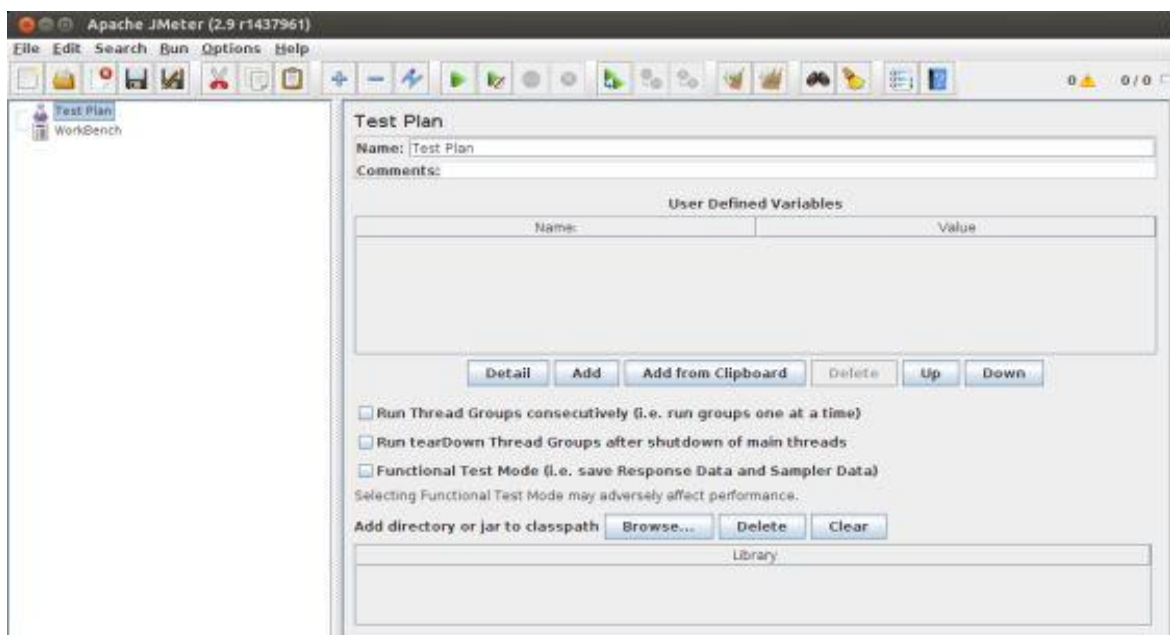 Apache JMeter (2.9 r1437961)
File Edit Search Run Options Help
0 0 / 0
Test Plan
WorkBench
Test Plan
Name: Test Plan
Comments:
User Defined Variables
Name: Value
Detail Add Add from Clipboard Delete Up Down
Run Thread Groups consecutively (i.e. run groups one at a time)
Run tearDown Thread Groups after shutdown of main threads
Functional Test Mode (i.e. save Response Data and Sampler Data)
Selecting Functional Test Mode may adversely affect performance.
Add directory or jar to classpath Browse... Delete Clear
Library